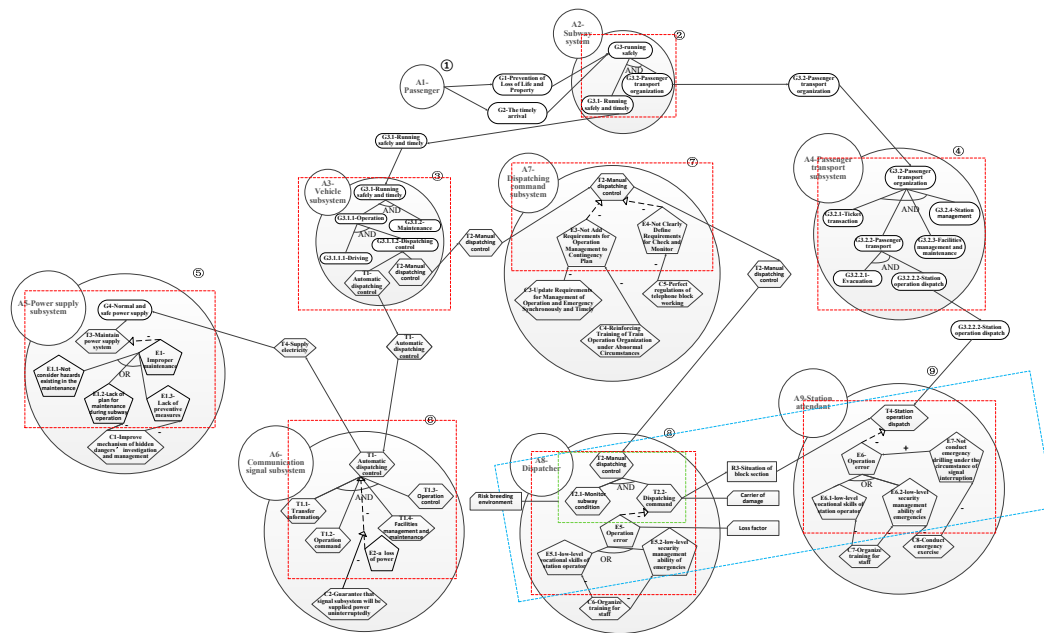 ①
A1-
Passenger
G1-Prevention of
Loss of Life and
Property
G2-The timely
arrival
A2-
Subway
system
②
G3-running
safely
AND
G3.2-Passenger
transport
organization
G3.1- Running
safely and timely
G3.2-Passenger
transport
organization
G3.1-Running
safely and timely
A3-
Vehicle
subsystem
③
G3.1-Running
safely and timely
AND
G3.1.1-Operation
G3.1.2-
Maintenance
AND
G3.1.1.2-Dispatching
control
G3.1.1.1-Driving
T2-Manual
dispatching
control
T1-
Automatic
dispatching
control
T2-Manual
dispatching
control
A7-
Dispatching
command subsystem
⑦
T2-Manual
dispatching
control
-
-
E3-Not Add
Requirements for
Operation
Management to
Contingency
Plan
E4-Not Clearly
Define
Requirements
for Check and
Monitor
-
-
-
C3-Update Requirements
for Management of
Operation and Emergency
Synchronously and Timely
C5-Perfect
regulations of
telephone block
working
C4-Reinforcing
Training of Train
Operation Organization
under Abnormal
Circumstances
T2-Manual
dispatching
control
A4-Passenger
transport
subsystem
④
G3.2-Passenger
transport
organization
AND
G3.2.1-Ticket
transaction
G3.2.4-Station
management
G3.2.2-Passenger
transport
G3.2.3-Facilities
management and
maintenance
AND
G3.2.2.1-
Evacuation
G3.2.2.2-Station
operation dispatch
G3.2.2.2-Station
operation dispatch
A5-Power supply
subsystem
⑤
G4-Normal and
safe power supply
T3-Maintain
power supply
system
-
E1-
Improper
maintenance
OR
E1.1-Not
consider hazards
existing in the
maintenance
E1.2-Lack of
plan for
maintenance
during subway
operation
E1.3-
Lack of
preventive
measures
-
-
-
C1-Improve
mechanism of hidden
dangers' investigation
and management
T4-Supply
electricity
T1-
Automatic
dispatching
control
A6-
Communication
signal subsystem
⑥
T1-
Automatic
dispatching
control
AND
T1.1-
Transfer
information
T1.3-
Operation control
T1.2-
Operation
command
T1.4-
Facilities
management and
maintenance
-
E2-a loss
of power
-
C2-Guarantee that
signal subsystem will be
supplied power
uninterruptedly
A8-
Dispatcher
⑧
T2-Manual
dispatching
control
AND
T2.1-Monitor
subway
condition
T2.2-
Dispatching
command
Risk breeding
environment
R3-Situation of
block section
Carrier of
damage
Loss factor
-
E5-
Operation
error
OR
E5.1-low-level
vocational skills of
station operator
E5.2-low-level
security
management
ability of
emergencies
-
-
C6-Organize
training for
staff
A9-Station
attendant
⑨
T4-Station
operation
dispatch
-
E6-
Operation
error
+
E7-Not
conduct
emergency
drilling under the
circumstance of
signal
interruption
OR
E6.1-low-level
vocational skills of
station operator
E6.2-low-level
security
management
ability of
emergencies
-
-
-
C7-Organize
training for
staff
C8-Conduct
emergency
exercise